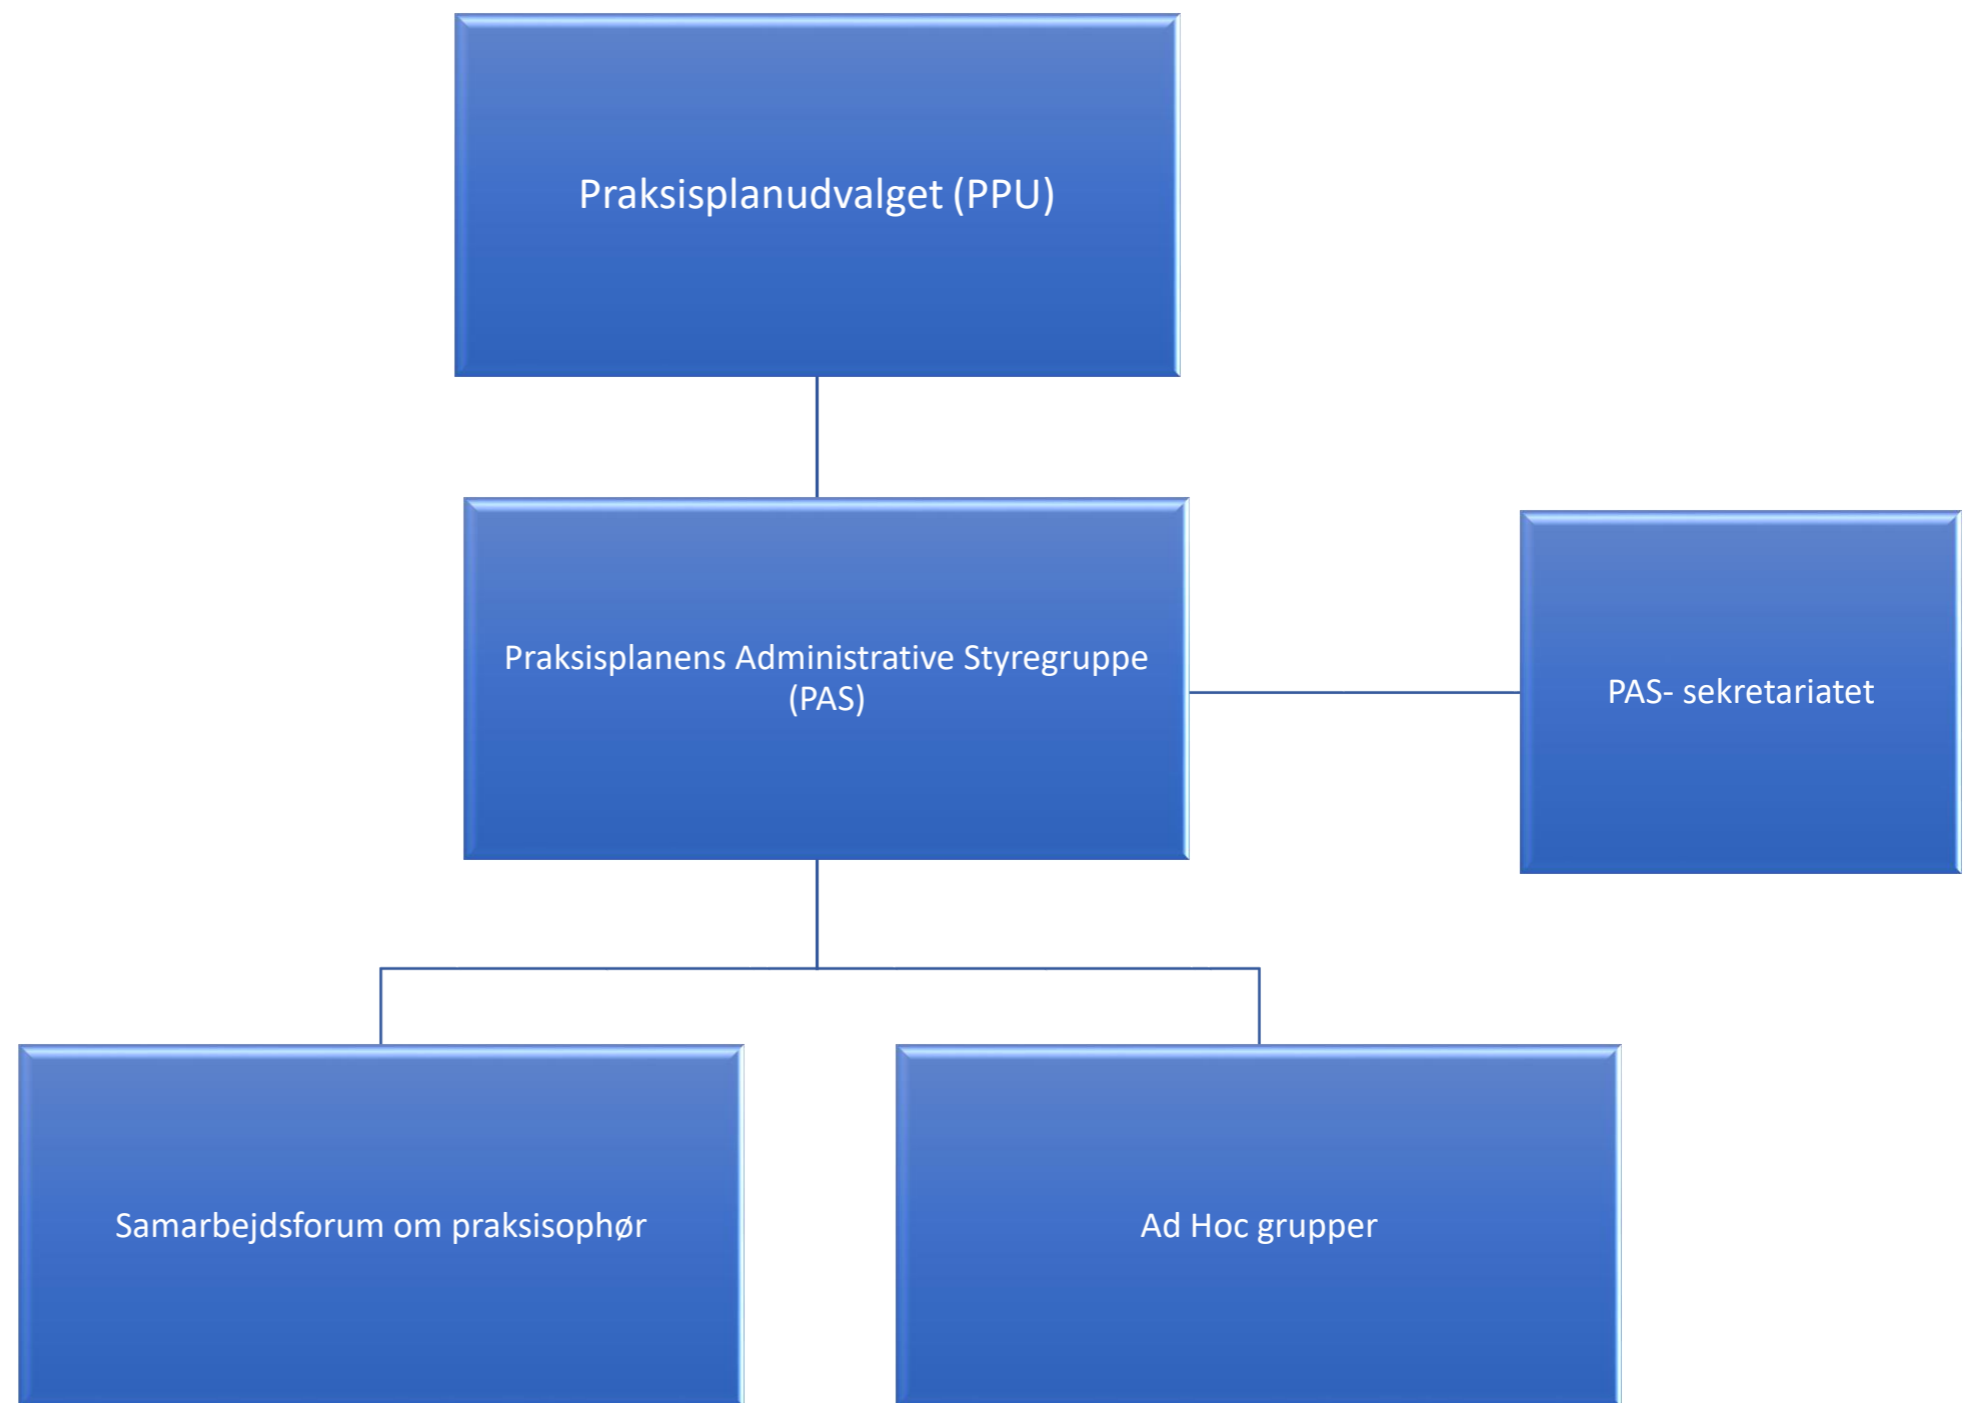 Praksisplanudvalget (PPU)
Praksisplanens Administrative Styregruppe
(PAS)
PAS- sekretariatet
Samarbejdsforum om praksisophør
Ad Hoc grupper